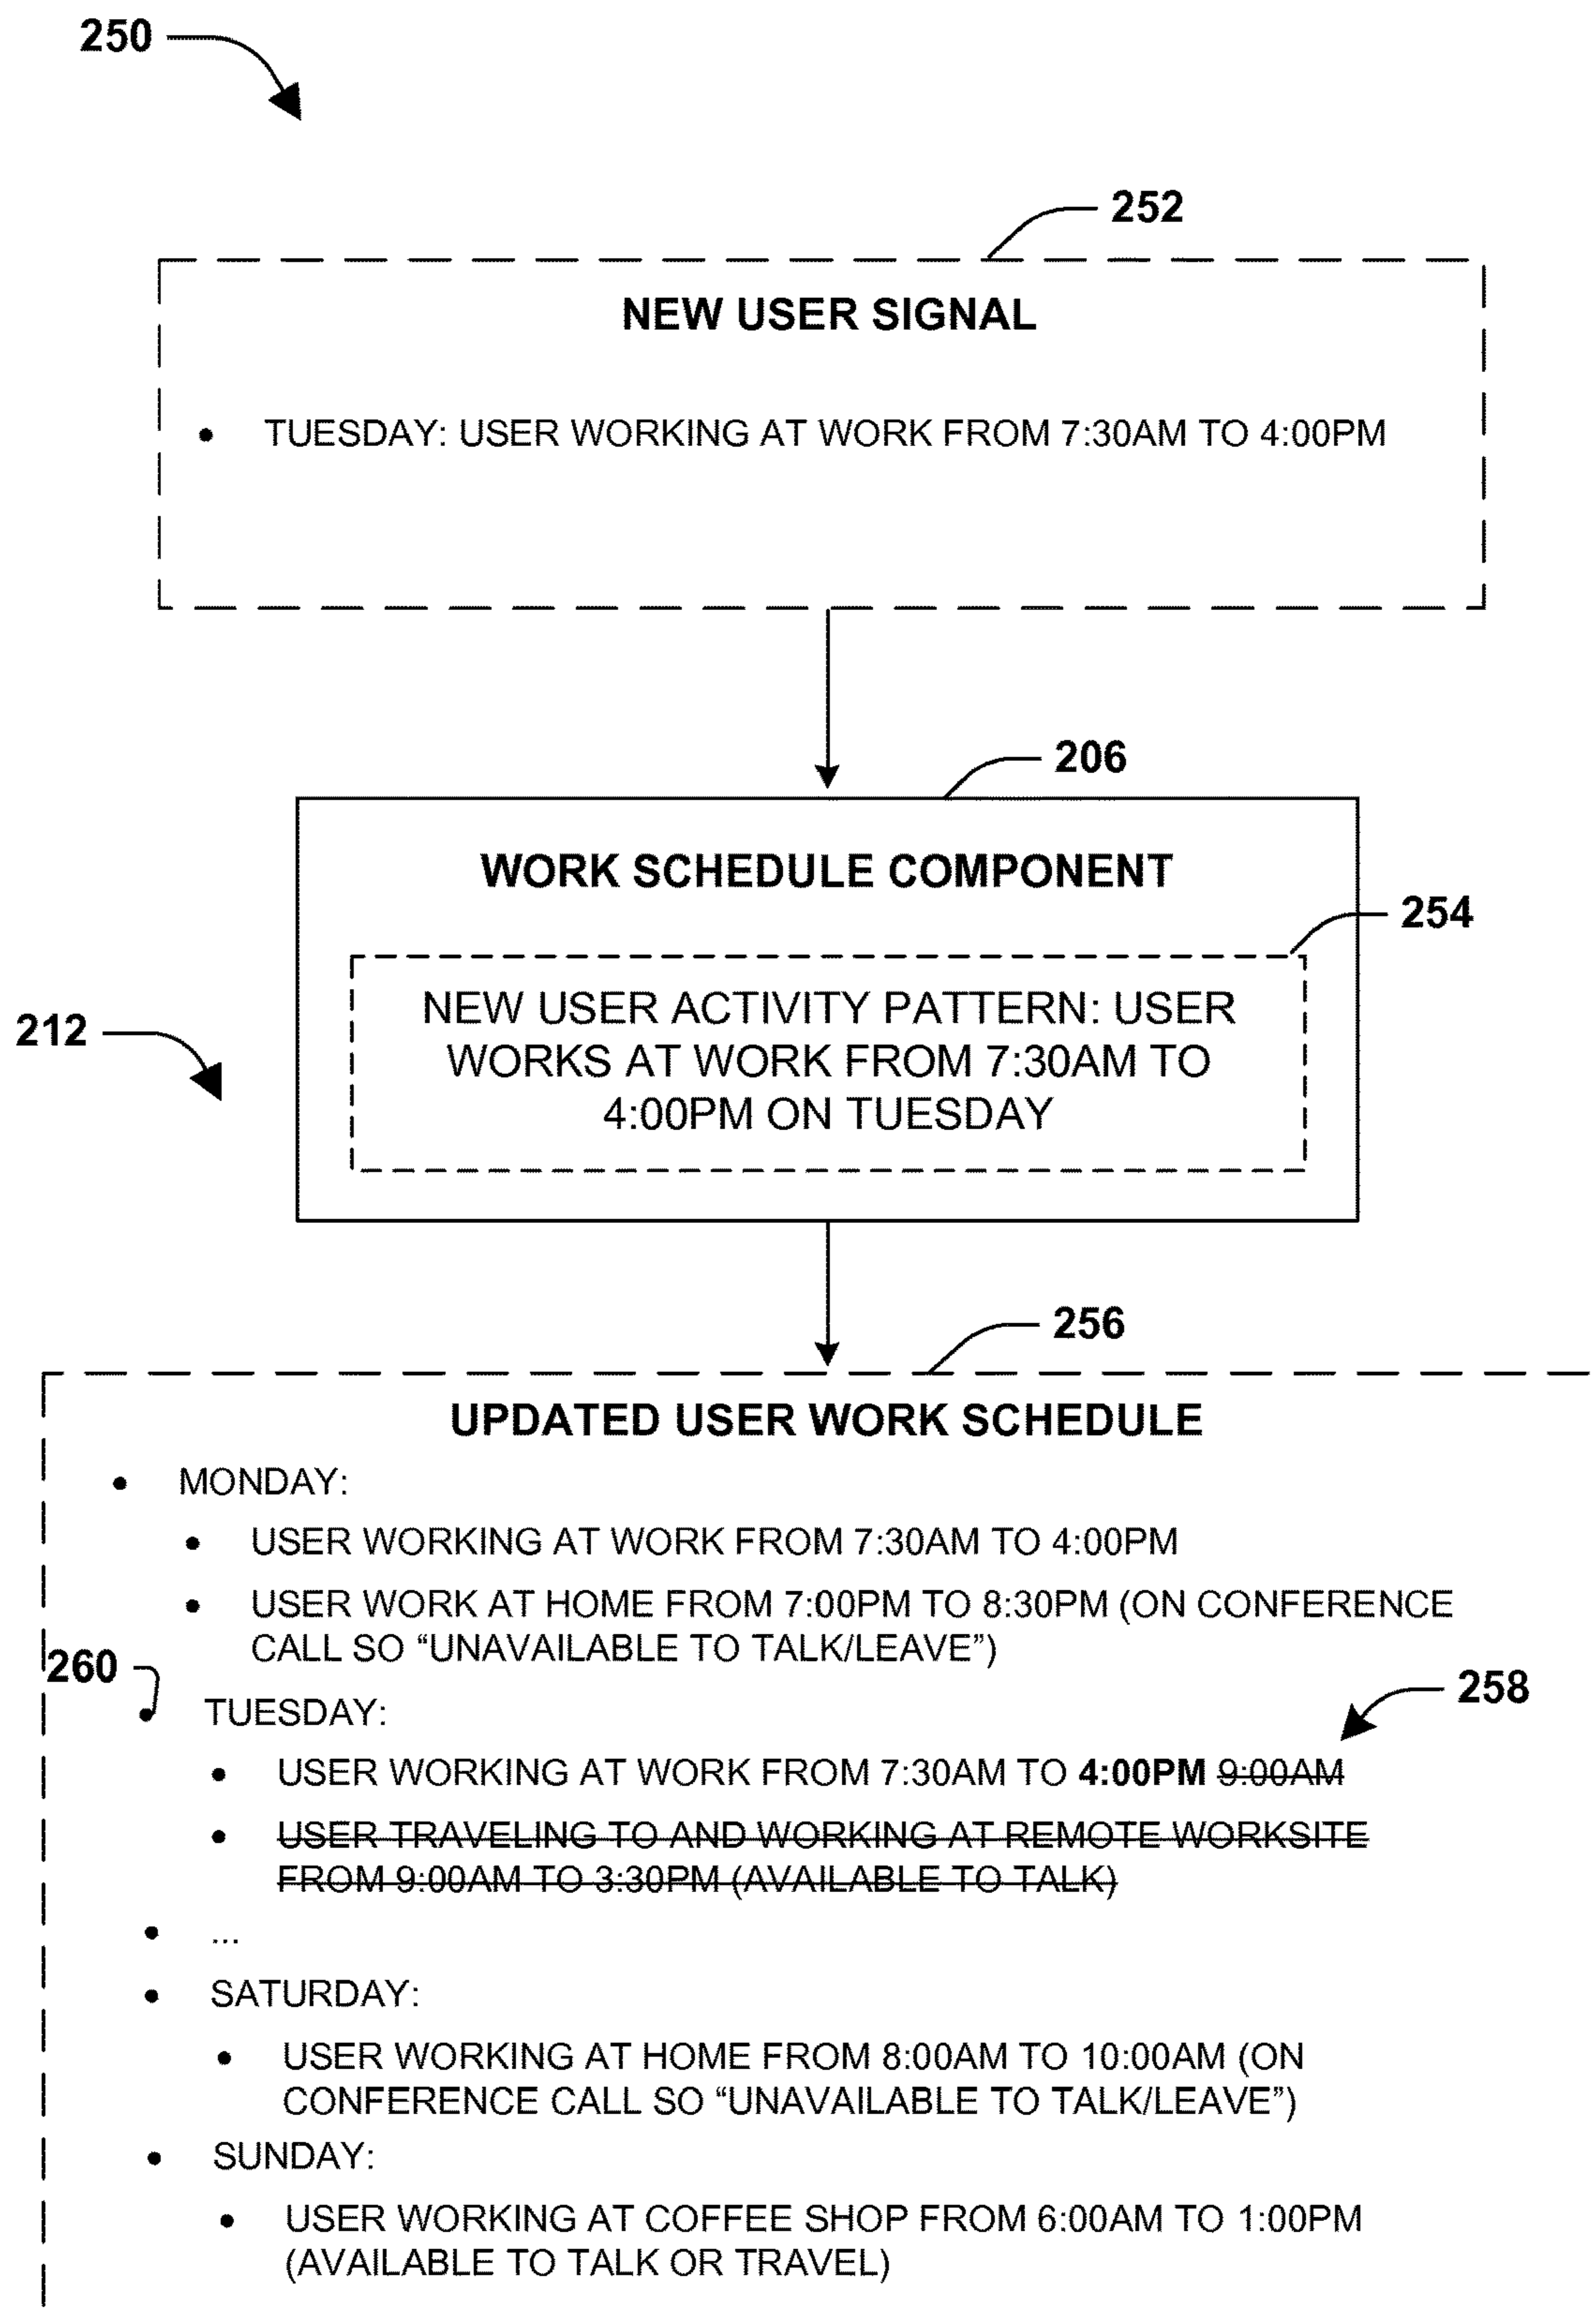 250
252
NEW USER SIGNAL
• TUESDAY: USER WORKING AT WORK FROM 7:30AM TO 4:00PM
206
WORK SCHEDULE COMPONENT
254
NEW USER ACTIVITY PATTERN: USER
WORKS AT WORK FROM 7:30AM TO
4:00PM ON TUESDAY
212
256
UPDATED USER WORK SCHEDULE
• MONDAY:
• USER WORKING AT WORK FROM 7:30AM TO 4:00PM
• USER WORK AT HOME FROM 7:00PM TO 8:30PM (ON CONFERENCE
CALL SO “UNAVAILABLE TO TALK/LEAVE”)
260
258
• TUESDAY:
• USER WORKING AT WORK FROM 7:30AM TO 4:00PM 9:00AM
• USER TRAVELING TO AND WORKING AT REMOTE WORKSITE
FROM 9:00AM TO 3:30PM (AVAILABLE TO TALK)
• ...
• SATURDAY:
• USER WORKING AT HOME FROM 8:00AM TO 10:00AM (ON
CONFERENCE CALL SO “UNAVAILABLE TO TALK/LEAVE”)
• SUNDAY:
• USER WORKING AT COFFEE SHOP FROM 6:00AM TO 1:00PM
(AVAILABLE TO TALK OR TRAVEL)